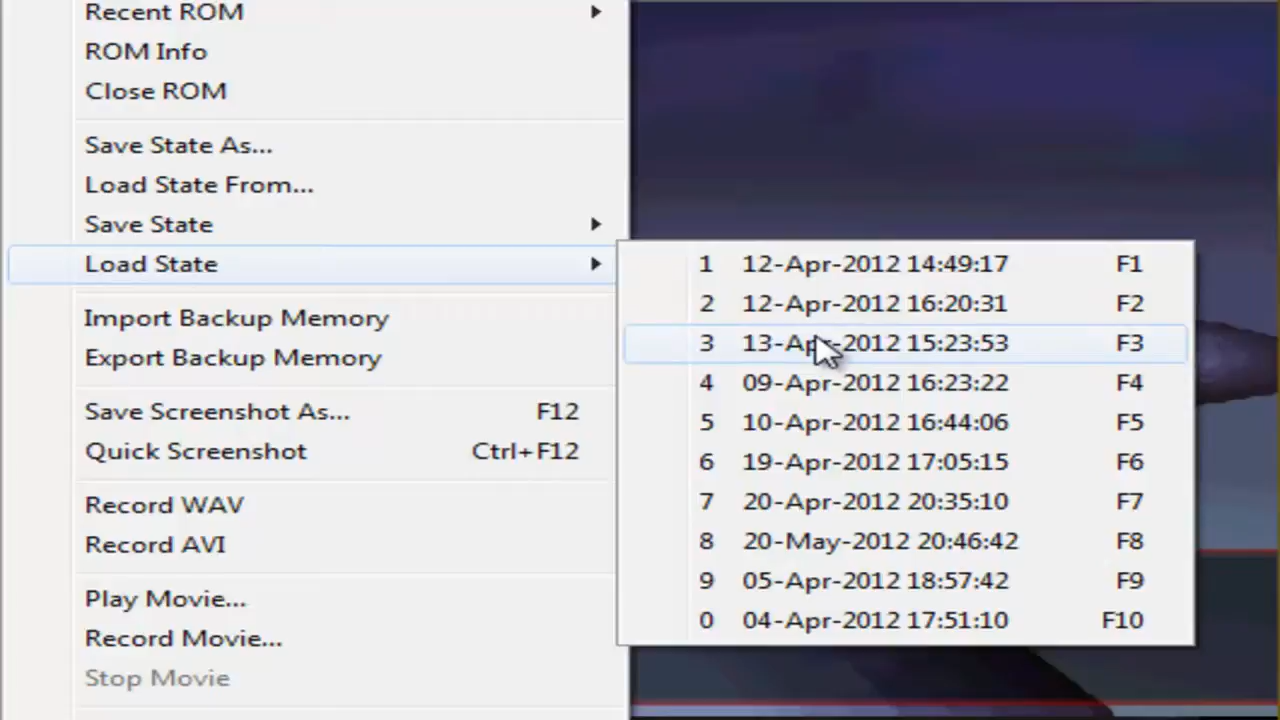 Recent ROM
ROM Info
Close ROM
Save State As...
Load State From...
Save State
Load State
Import Backup Memory
Export Backup Memory
Save Screenshot As... F12
Quick Screenshot Ctrl+F12
Record WAV
Record AVI
Play Movie...
Record Movie...
Stop Movie
1 12-Apr-2012 14:49:17 F1
2 12-Apr-2012 16:20:31 F2
3 13-Apr-2012 15:23:53 F3
4 09-Apr-2012 16:23:22 F4
5 10-Apr-2012 16:44:06 F5
6 19-Apr-2012 17:05:15 F6
7 20-Apr-2012 20:35:10 F7
8 20-May-2012 20:46:42 F8
9 05-Apr-2012 18:57:42 F9
0 04-Apr-2012 17:51:10 F10